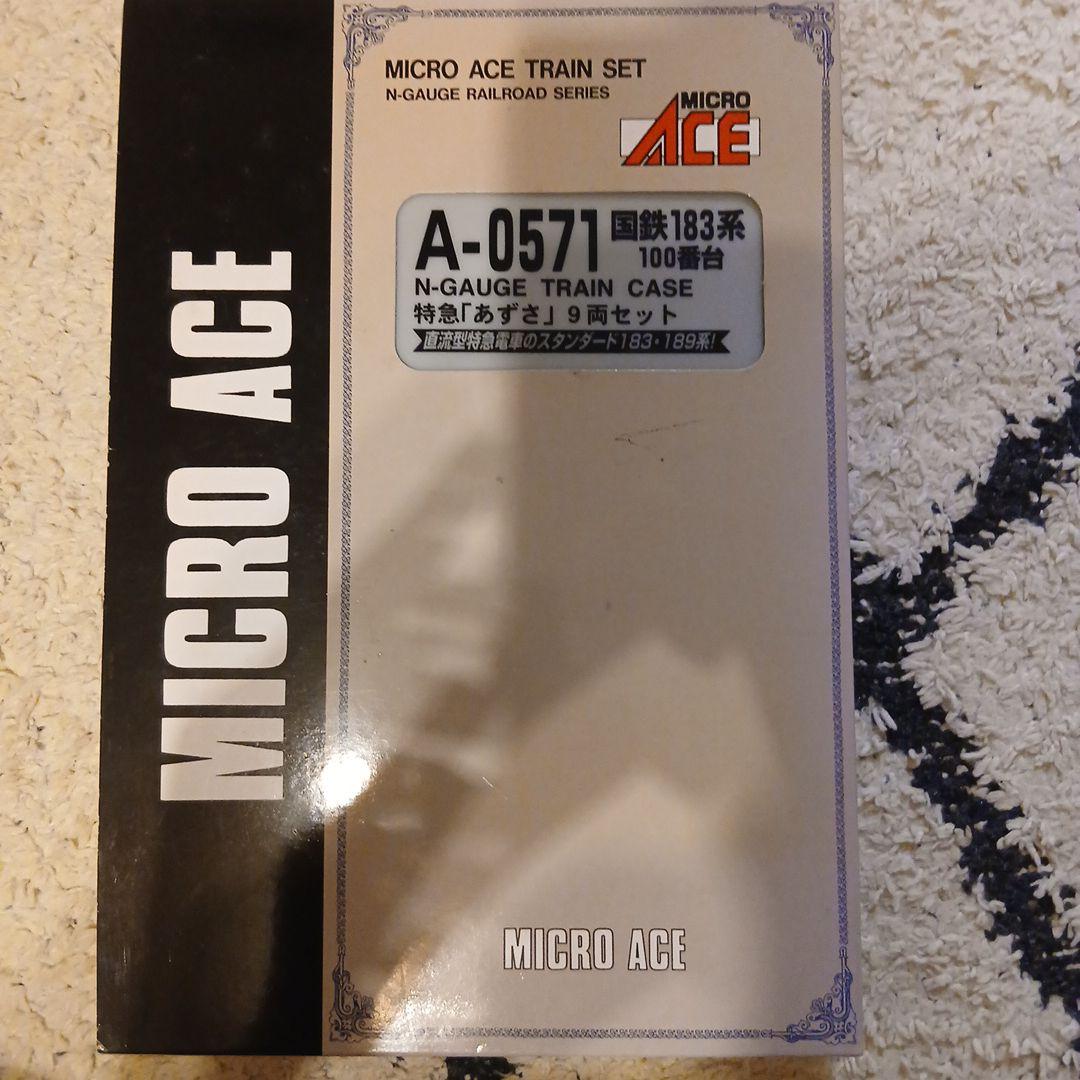 MICRO ACE
MICRO ACE TRAIN SET
N-GAUGE RAILROAD SERIES
MICRO
ACE
A-0571 国鉄183系
100番台
N-GAUGE TRAIN CASE
特急「あずさ」9両セット
直流型特急電車のスタンダード183・189系!
MICRO ACE